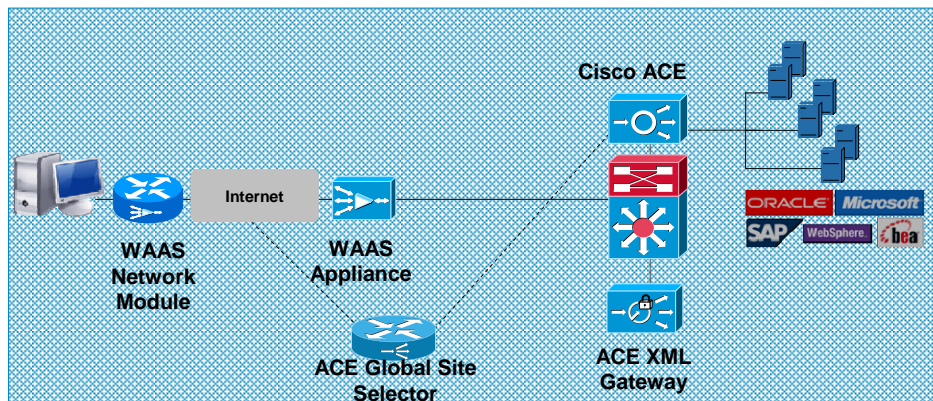 Cisco ACE
Internet
ORACLE Microsoft
SAP WebSphere. bea
WAAS
Network
Module
WAAS
Appliance
ACE Global Site
Selector
ACE XML
Gateway